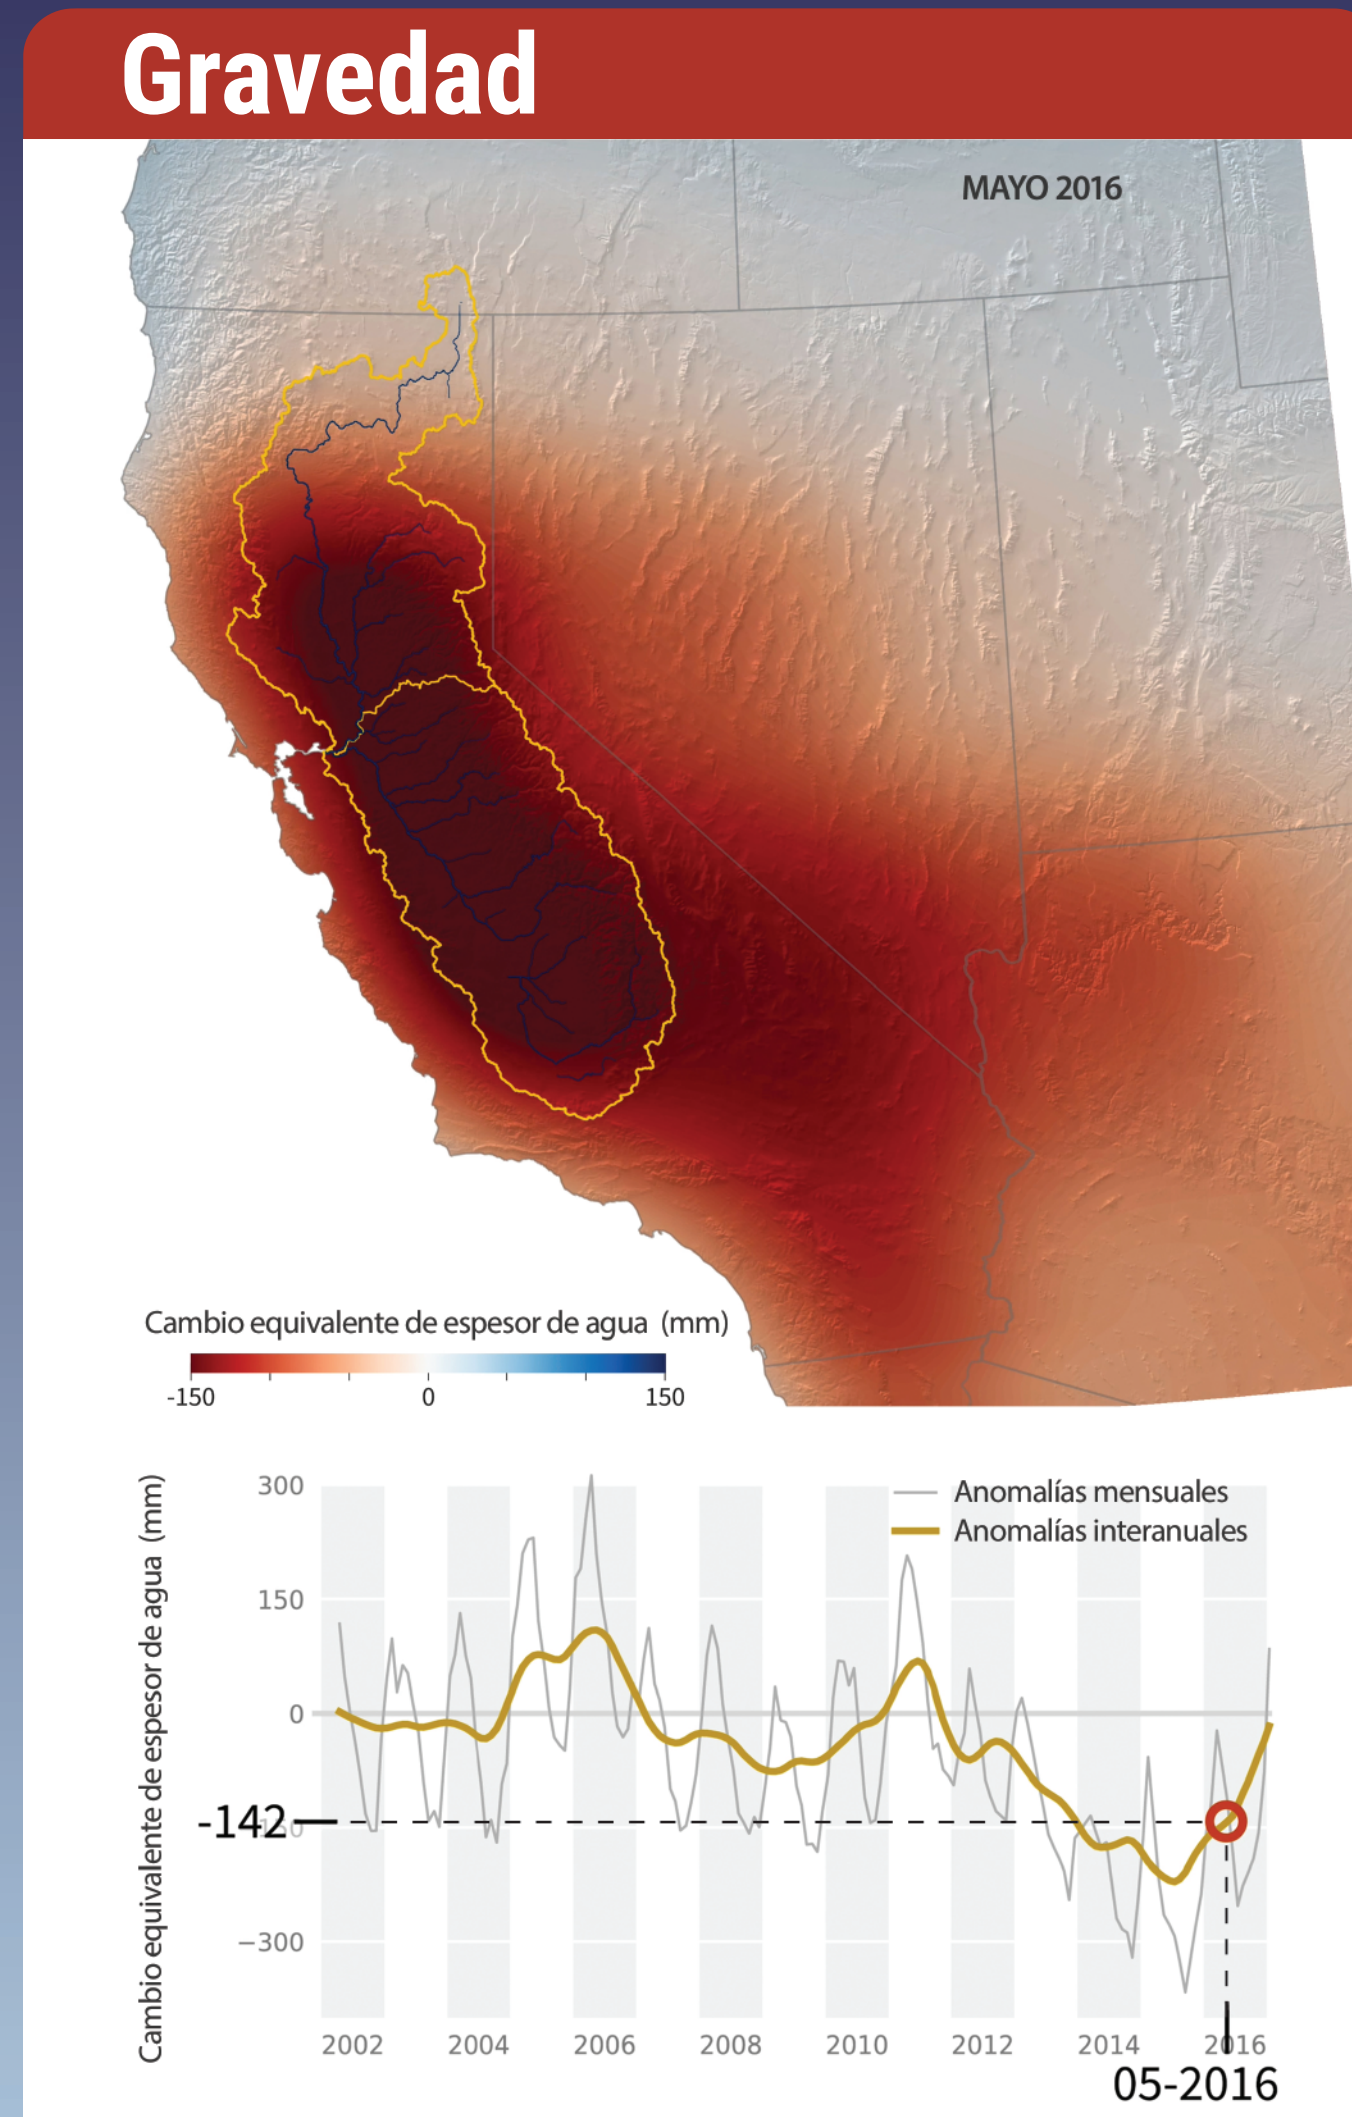 Gravedad
MAYO 2016
Cambio equivalente de espesor de agua (mm)
-150 0 150
Cambio equivalente de espesor de agua (mm)
Anomalías mensuales
Anomalías interanuales
300
150
0
-142
−300
2002 2004 2006 2008 2010 2012 2014 2016
05-2016